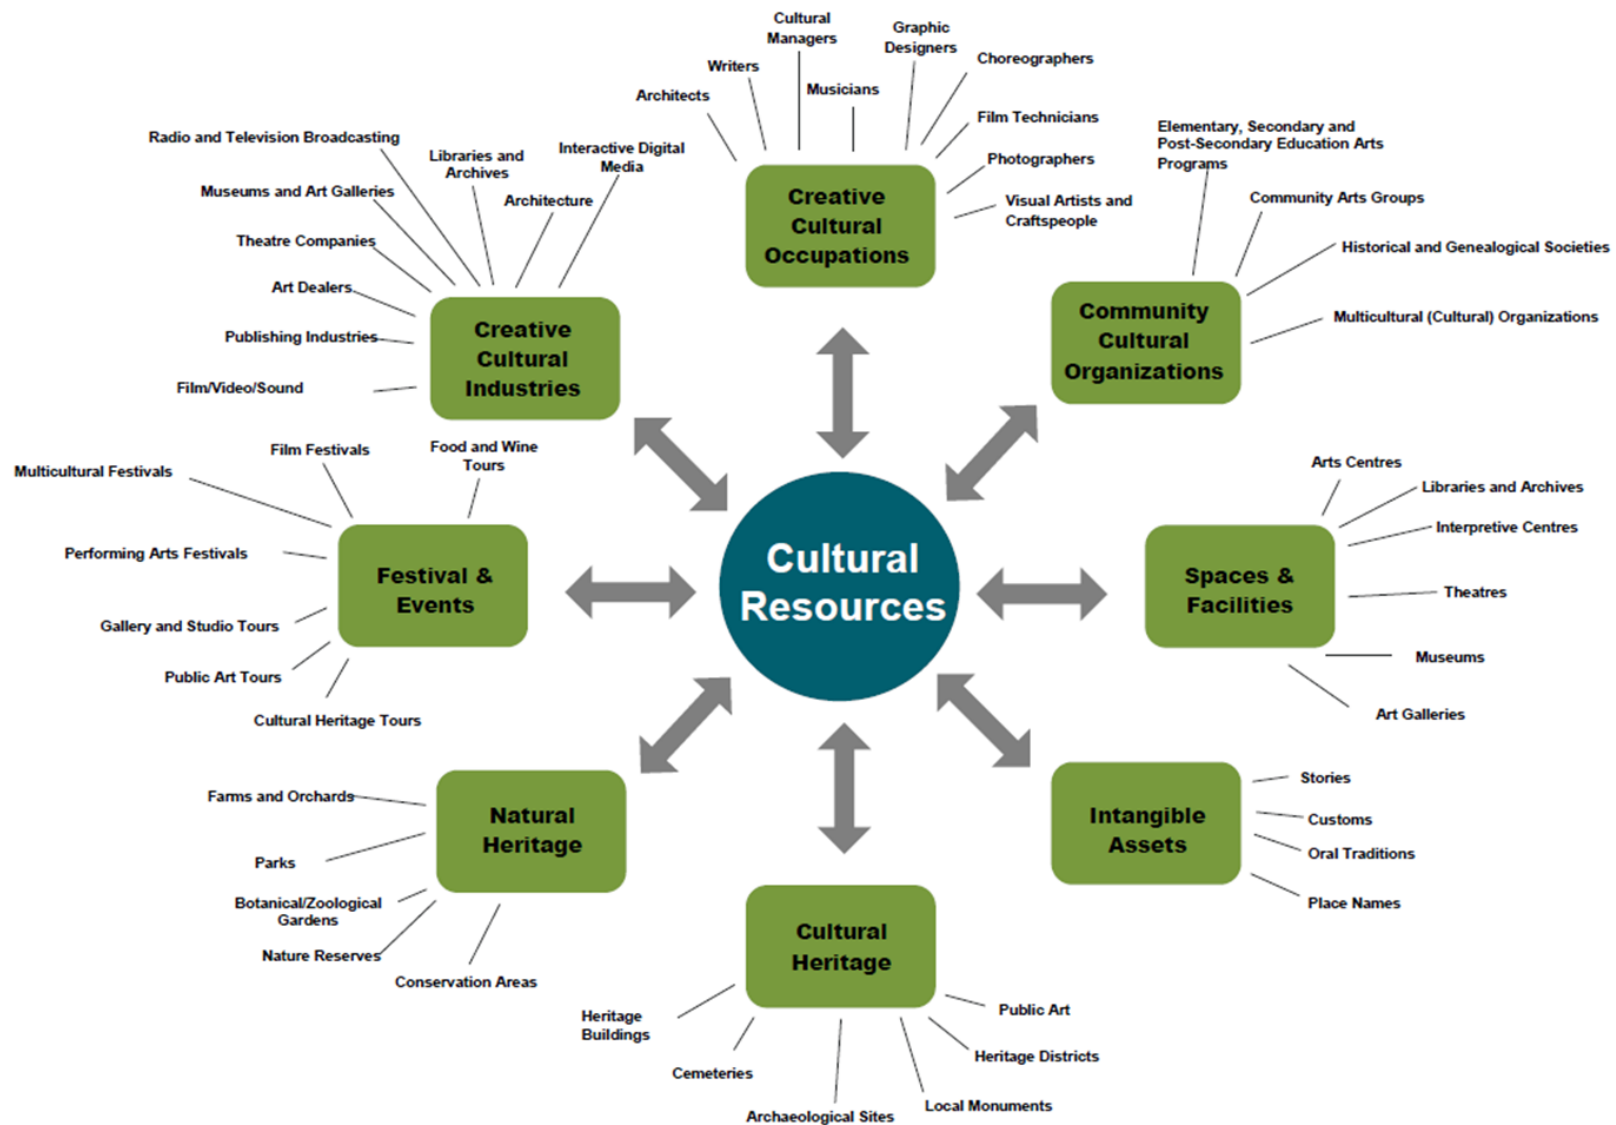 Cultural
Managers
Graphic
Designers
Choreographers
Writers
Musicians
Architects
Film Technicians
Photographers
Visual Artists and
Craftspeople
Creative
Cultural
Occupations
Elementary, Secondary and
Post-Secondary Education Arts
Programs
Community Arts Groups
Historical and Genealogical Societies
Multicultural (Cultural) Organizations
Community
Cultural
Organizations
Radio and Television Broadcasting
Libraries and
Archives
Interactive Digital
Media
Museums and Art Galleries
Architecture
Theatre Companies
Art Dealers
Publishing Industries
Film/Video/Sound
Creative
Cultural
Industries
Film Festivals
Food and Wine
Tours
Multicultural Festivals
Performing Arts Festivals
Gallery and Studio Tours
Public Art Tours
Cultural Heritage Tours
Festival &
Events
Cultural
Resources
Arts Centres
Libraries and Archives
Interpretive Centres
Theatres
Museums
Art Galleries
Spaces &
Facilities
Farms and Orchards
Parks
Botanical/Zoological
Gardens
Nature Reserves
Conservation Areas
Natural
Heritage
Stories
Customs
Oral Traditions
Place Names
Intangible
Assets
Cultural
Heritage
Heritage
Buildings
Cemeteries
Archaeological Sites
Local Monuments
Heritage Districts
Public Art